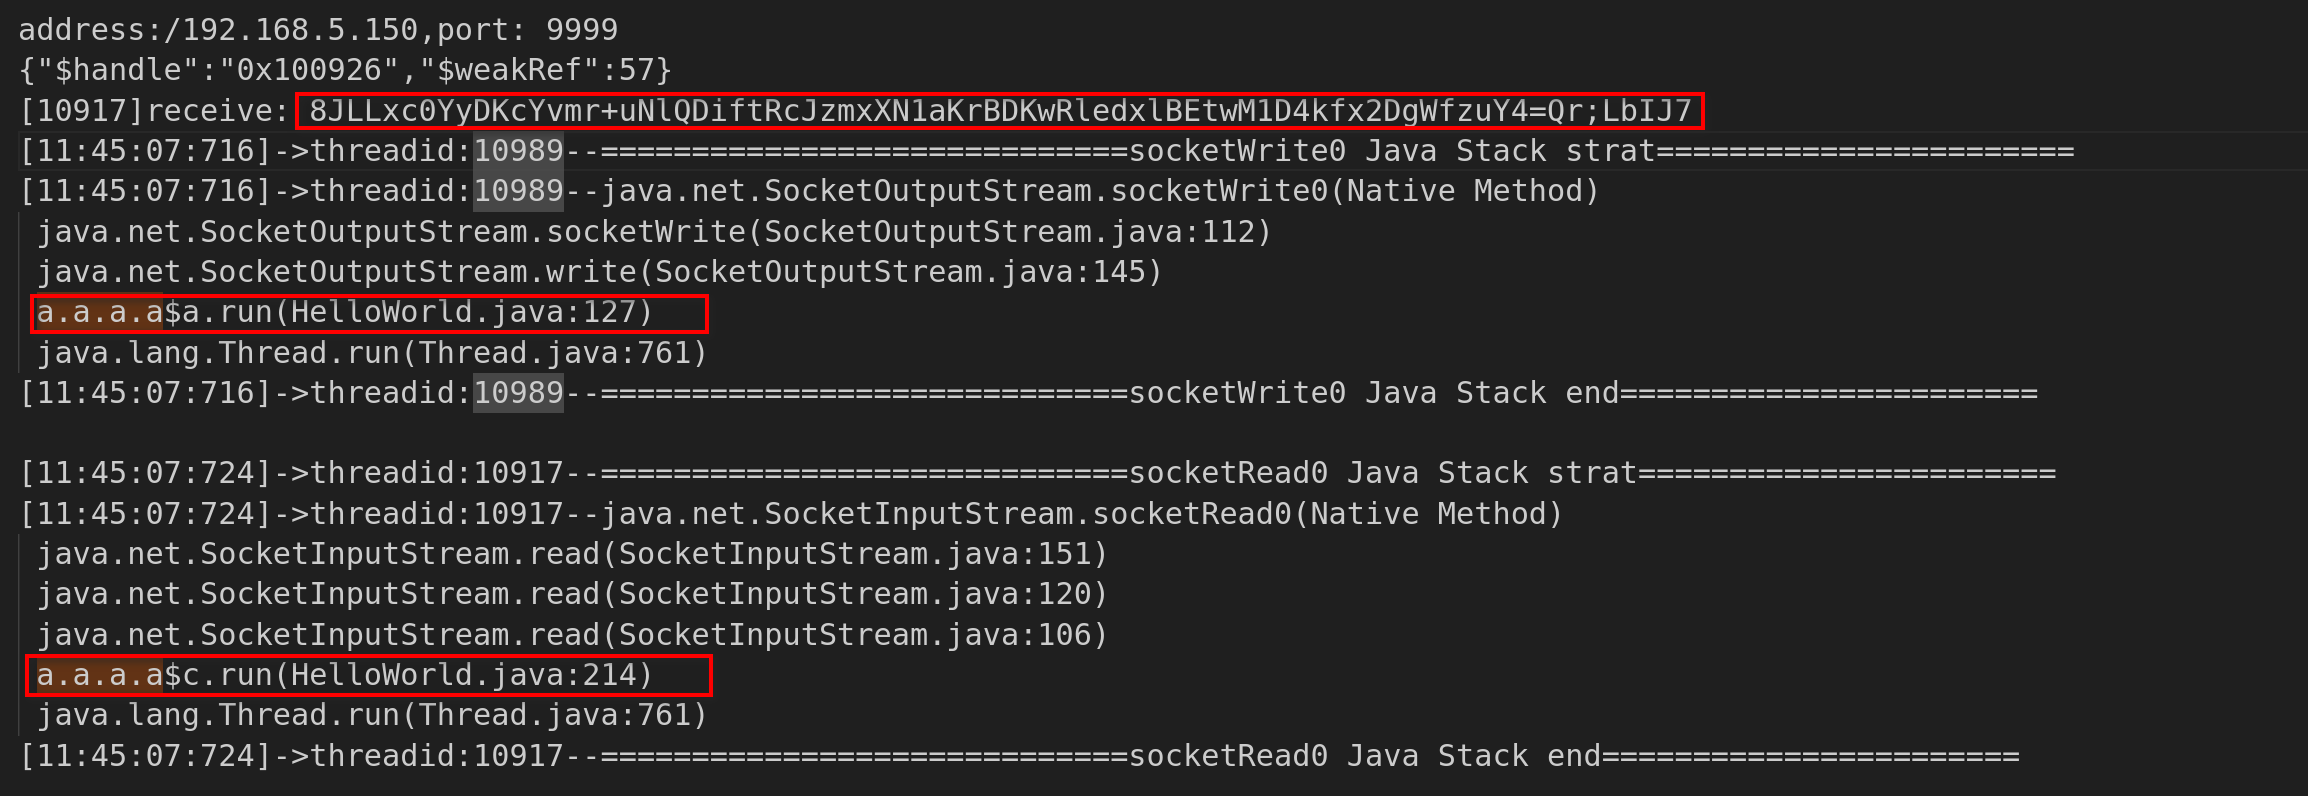 address:/192.168.5.150,port: 9999
{"$handle":"0x100926","$weakRef":57}
[10917]receive: 8JLLxc0YyDKcYvmr+uNlQDiftRcJzmxXN1aKrBDKwRledxlBEtwM1D4kfx2DgWfzuY4=Qr;LbIJ7
[11:45:07:716]->threadid:10989--=============================socketWrite0 Java Stack strat=======================
[11:45:07:716]->threadid:10989--java.net.SocketOutputStream.socketWrite0(Native Method)
java.net.SocketOutputStream.socketWrite(SocketOutputStream.java:112)
java.net.SocketOutputStream.write(SocketOutputStream.java:145)
a.a.a.a$a.run(HelloWorld.java:127)
java.lang.Thread.run(Thread.java:761)
[11:45:07:716]->threadid:10989--=============================socketWrite0 Java Stack end=======================
[11:45:07:724]->threadid:10917--=============================socketRead0 Java Stack strat=======================
[11:45:07:724]->threadid:10917--java.net.SocketInputStream.socketRead0(Native Method)
java.net.SocketInputStream.read(SocketInputStream.java:151)
java.net.SocketInputStream.read(SocketInputStream.java:120)
java.net.SocketInputStream.read(SocketInputStream.java:106)
a.a.a.a$c.run(HelloWorld.java:214)
java.lang.Thread.run(Thread.java:761)
[11:45:07:724]->threadid:10917--=============================socketRead0 Java Stack end=======================